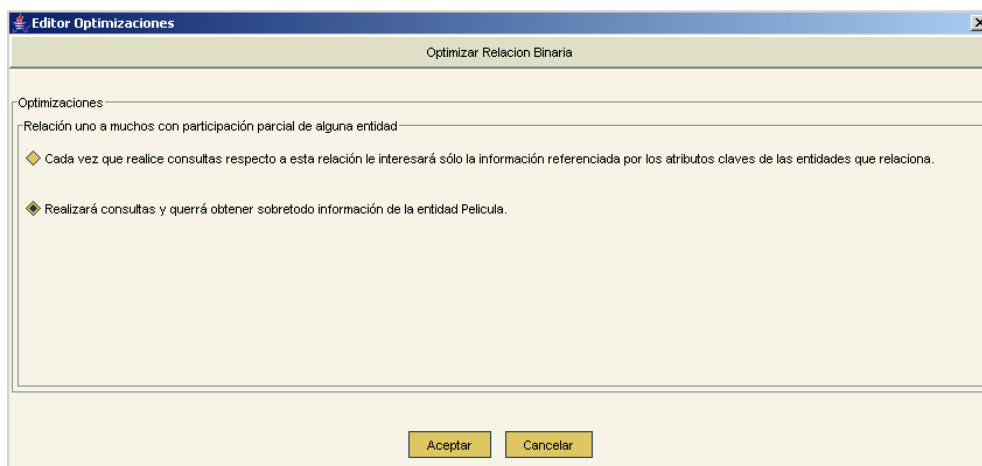 Editor Optimizaciones
Optimizar Relacion Binaria
Optimizaciones
Relación uno a muchos con participación parcial de alguna entidad
Cada vez que realice consultas respecto a esta relación le interesará sólo la información referenciada por los atributos claves de las entidades que relaciona.
Realizará consultas y querrá obtener sobretodo información de la entidad Pelicula.
Aceptar
Cancelar